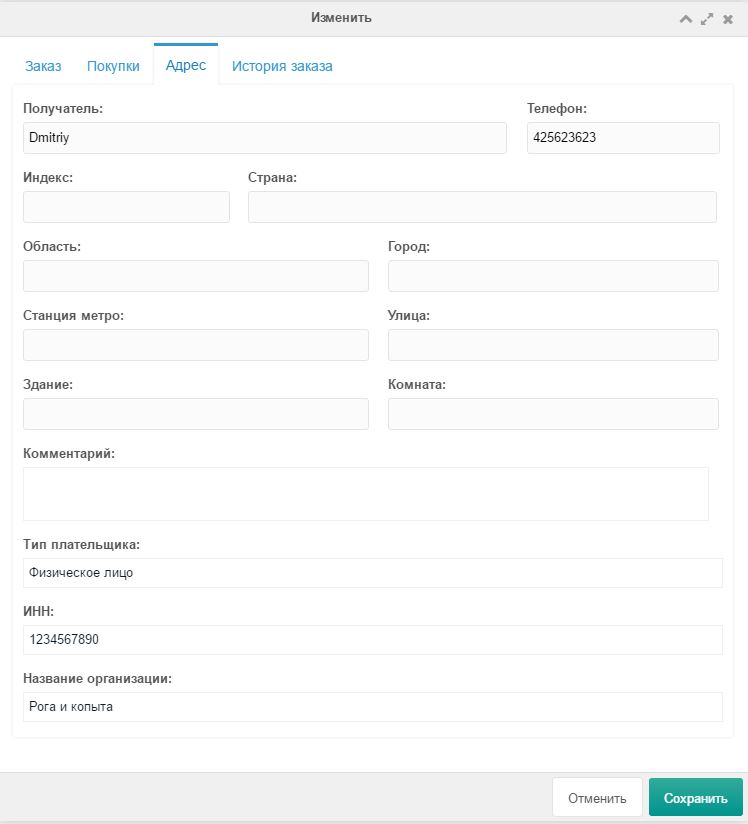 Изменить
Заказ Покупки Адрес История заказа
Получатель: Телефон:
Dmitriy 425623623
Индекс: Страна:
Область: Город:
Станция метро: Улица:
Здание: Комната:
Комментарий:
Тип плательщика:
Физическое лицо
ИНН:
1234567890
Название организации:
Рога и копыта
Отменить Сохранить